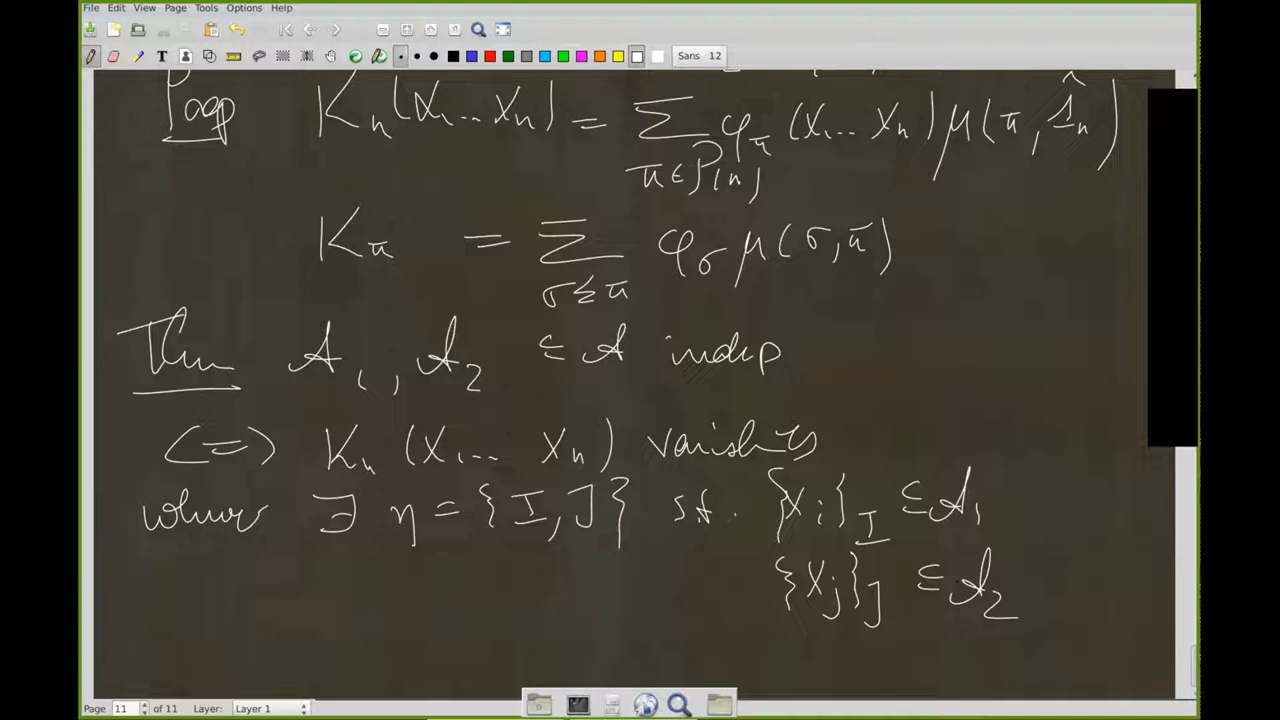 File Edit View Journal Page Tools Options Help
Sans 12
Prop K_n(X_1...X_n) = Σ_{π∈P(n)} φ_π(X_1...X_n) μ(π, 1̂_n)
K_π = Σ_{σ≤π} φ_σ μ(σ,π)
Thm A_1, A_2 ⊆ A indep
(=) K_n (X_1... X_n) vanishes
whenever ∃ η = {I, J} s.t. {X_i}_I ⊆ A_1
{X_j}_J ⊆ A_2
Page 11 of 11 Layer: Layer 1